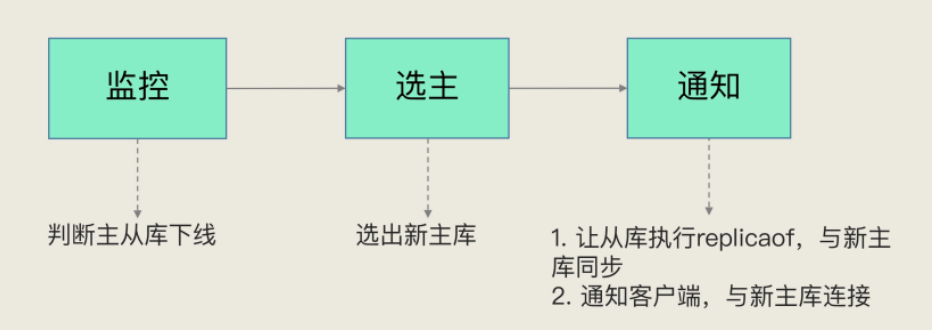 监控
选主
通知
判断主从库下线
选出新主库
1. 让从库执行replicaof，与新主
库同步
2. 通知客户端，与新主库连接